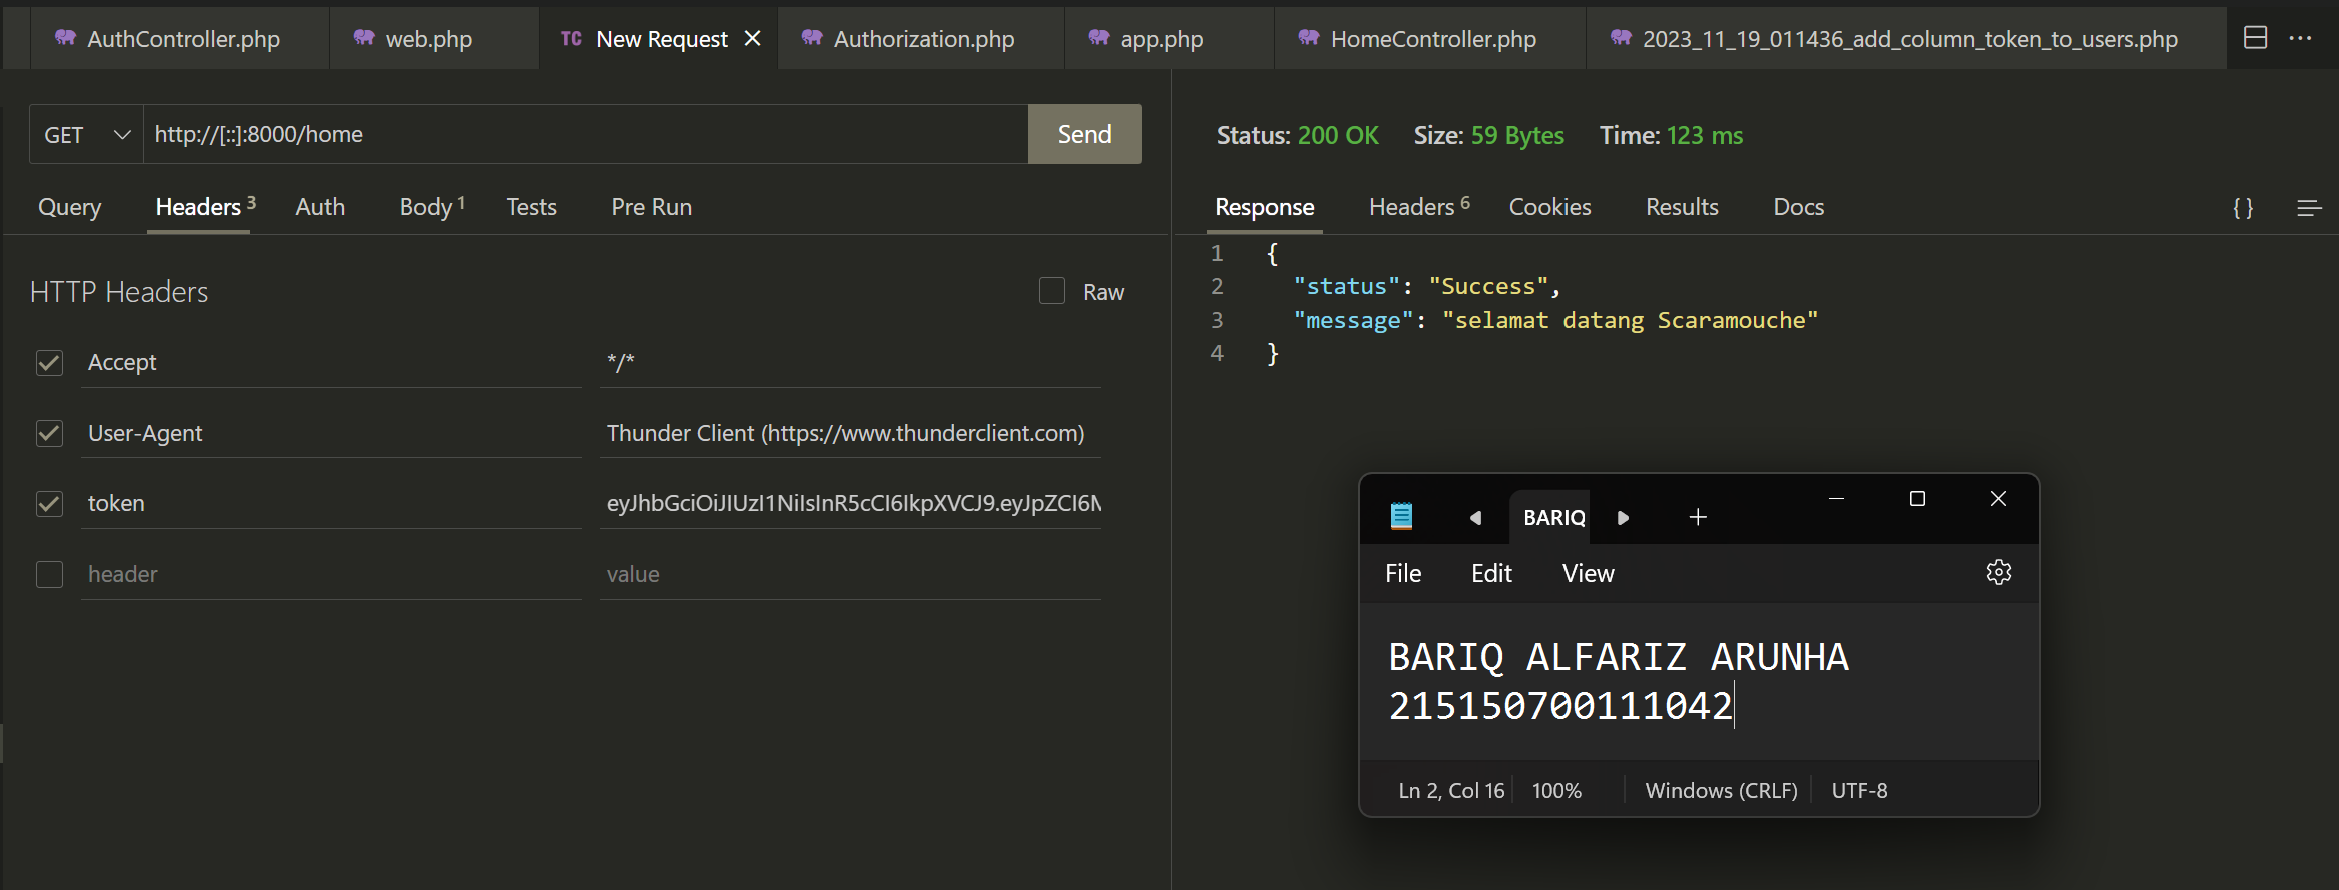 AuthController.php web.php TC New Request Authorization.php app.php HomeController.php 2023_11_19_011436_add_column_token_to_users.php
GET http://[::]:8000/home Send
Query Headers 3 Auth Body 1 Tests Pre Run
HTTP Headers Raw
Accept */*
User-Agent Thunder Client (https://www.thunderclient.com)
token eyJhbGciOiJIUzI1NiIsInR5cCI6IkpXVCJ9.eyJpZCI6M
header value
Status: 200 OK Size: 59 Bytes Time: 123 ms
Response Headers 6 Cookies Results Docs { }
1 {
2 "status": "Success",
3 "message": "selamat datang Scaramouche"
4 }
BARIQ
File Edit View
BARIQ ALFARIZ ARUNHA
215150700111042
Ln 2, Col 16 100% Windows (CRLF) UTF-8